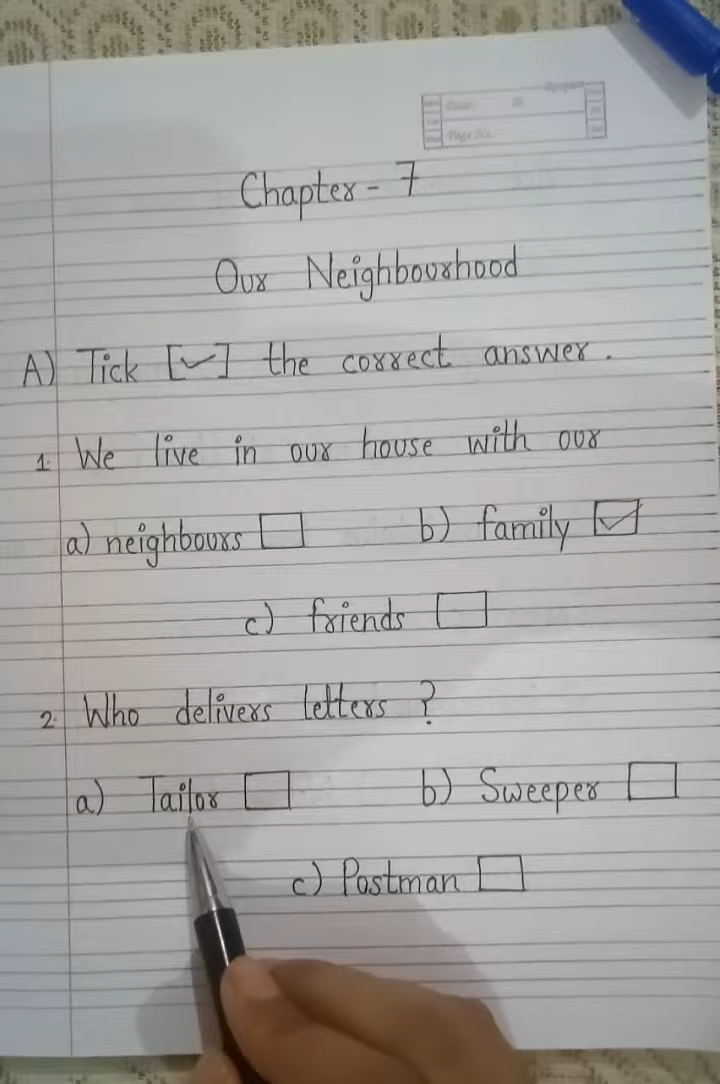 Chapter - 7
Our Neighbourhood
A) Tick [✓] the correct answer.
1. We live in our house with our
a) neighbours ☐ b) family ☑
c) friends ☐
2. Who delivers letters ?
a) Tailor ☐ b) Sweeper ☐
c) Postman ☐